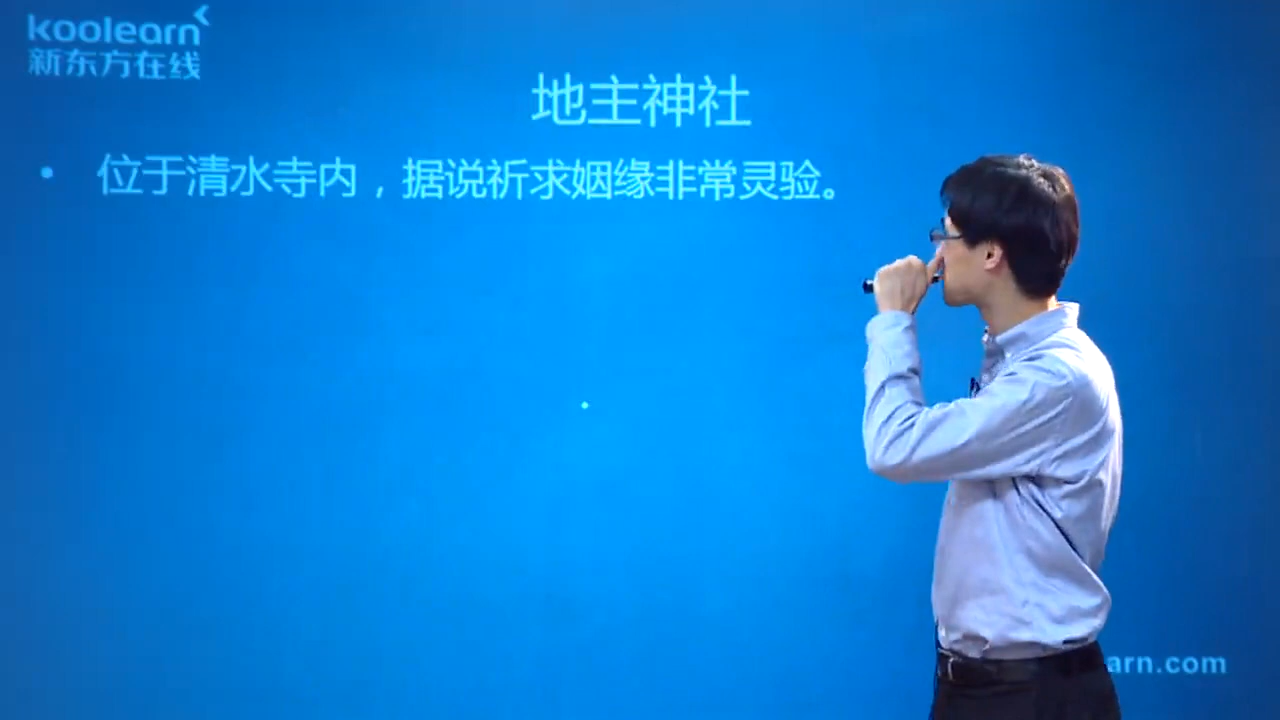 koolearn
新东方在线
地主神社
• 位于清水寺内，据说祈求姻缘非常灵验。
arn.com